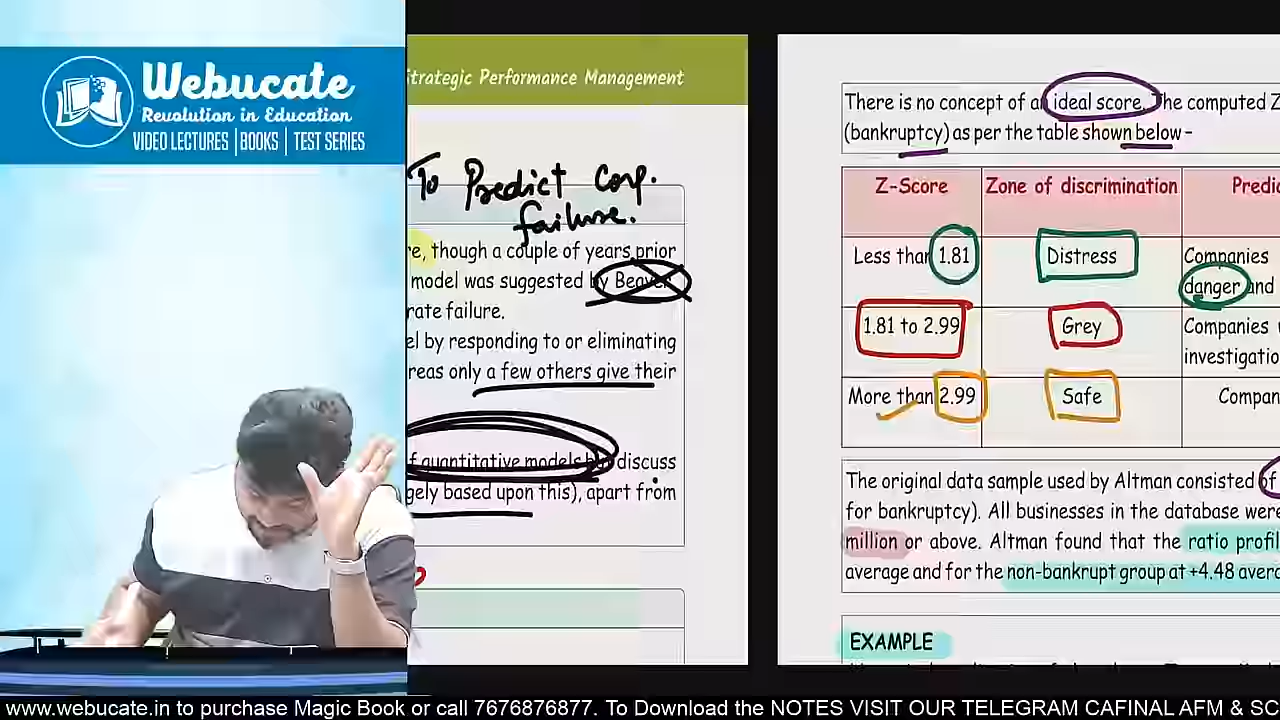 Webucate
Revolution in Education
VIDEO LECTURES | BOOKS | TEST SERIES
Strategic Performance Management
To Predict Corp.
failure.
re, though a couple of years prior
model was suggested by Beaver
rate failure.
el by responding to or eliminating
reas only a few others give their
f quantitative models but discuss
gely based upon this), apart from
There is no concept of an ideal score. The computed Z
(bankruptcy) as per the table shown below –
Z-Score Zone of discrimination Predic
Less than 1.81 Distress Companies
danger and
1.81 to 2.99 Grey Companies
investigatio
More than 2.99 Safe Compan
The original data sample used by Altman consisted of
for bankruptcy). All businesses in the database were
million or above. Altman found that the ratio profil
average and for the non-bankrupt group at +4.48 avera
EXAMPLE
www.webucate.in to purchase Magic Book or call 7676876877. To Download the NOTES VISIT OUR TELEGRAM CAFINAL AFM & SC